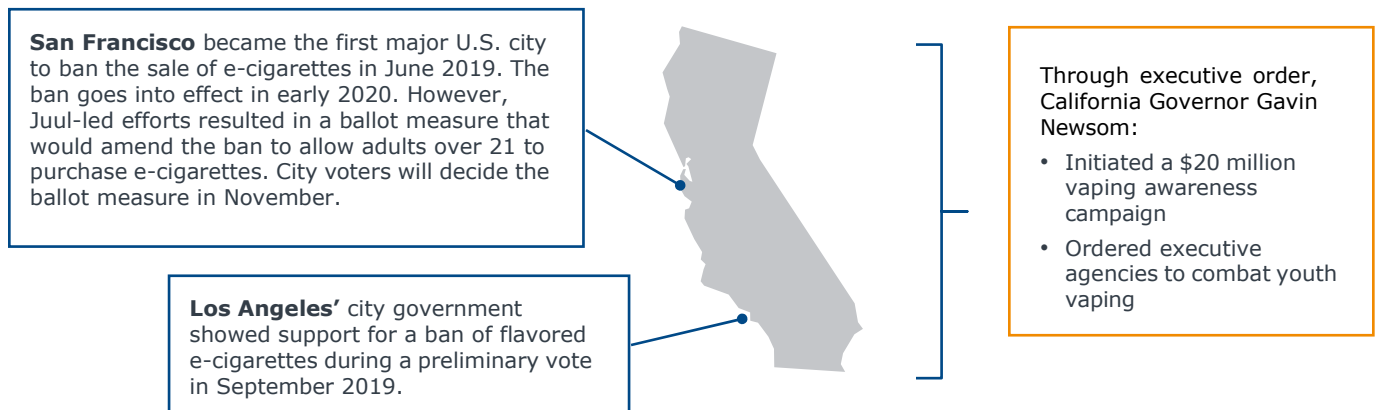 San Francisco became the first major U.S. city
to ban the sale of e-cigarettes in June 2019. The
ban goes into effect in early 2020. However,
Juul-led efforts resulted in a ballot measure that
would amend the ban to allow adults over 21 to
purchase e-cigarettes. City voters will decide the
ballot measure in November.
Los Angeles’ city government
showed support for a ban of flavored
e-cigarettes during a preliminary vote
in September 2019.
Through executive order,
California Governor Gavin
Newsom:
• Initiated a $20 million
vaping awareness
campaign
• Ordered executive
agencies to combat youth
vaping